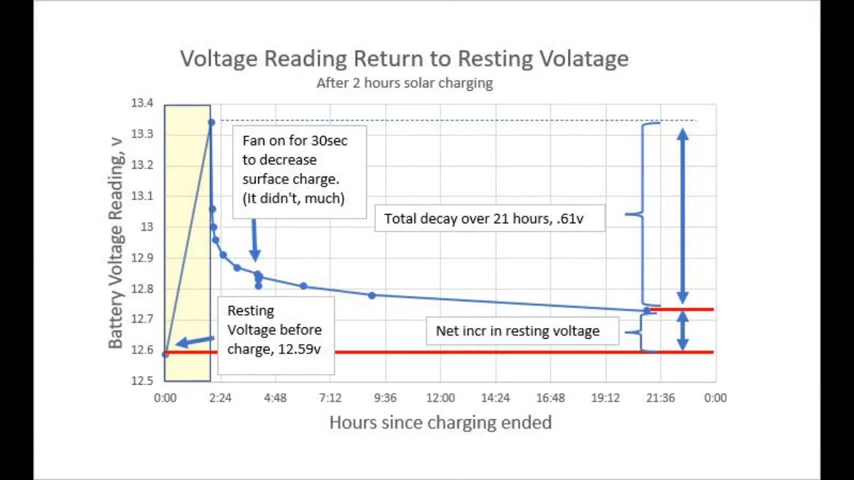 Voltage Reading Return to Resting Volatage
After 2 hours solar charging
Battery Voltage Reading, v
13.4
13.3
13.2
13.1
13
12.9
12.8
12.7
12.6
12.5
Fan on for 30sec
to decrease
surface charge.
(It didn't, much)
Total decay over 21 hours, .61v
Resting
Voltage before
charge, 12.59v
Net incr in resting voltage
0:00
2:24
4:48
7:12
9:36
12:00
14:24
16:48
19:12
21:36
0:00
Hours since charging ended